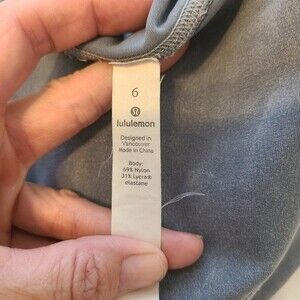 6
lululemon
Designed in
Vancouver
Made in China
Body:
69% Nylon
31% Lycra®
elastane